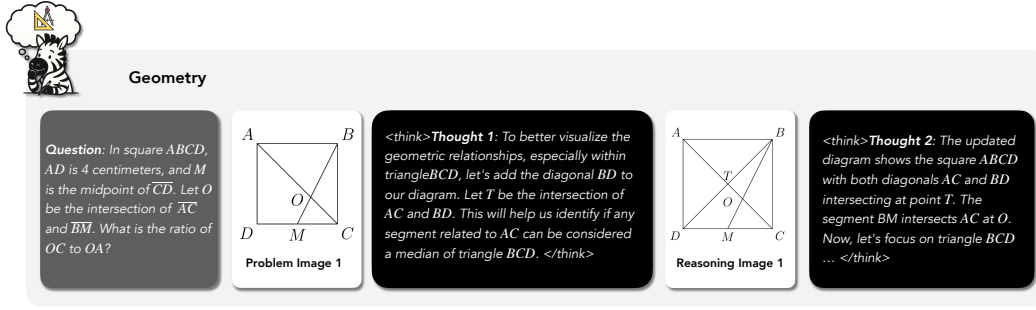 Geometry
Question: In square ABCD,
AD is 4 centimeters, and M
is the midpoint of CD. Let O
be the intersection of AC
and BM. What is the ratio of
OC to OA?
A B
O
D M C
Problem Image 1
<think>Thought 1: To better visualize the
geometric relationships, especially within
triangleBCD, let's add the diagonal BD to
our diagram. Let T be the intersection of
AC and BD. This will help us identify if any
segment related to AC can be considered
a median of triangle BCD. </think>
A B
T
O
D M C
Reasoning Image 1
<think>Thought 2: The updated
diagram shows the square ABCD
with both diagonals AC and BD
intersecting at point T. The
segment BM intersects AC at O.
Now, let's focus on triangle BCD
… </think>